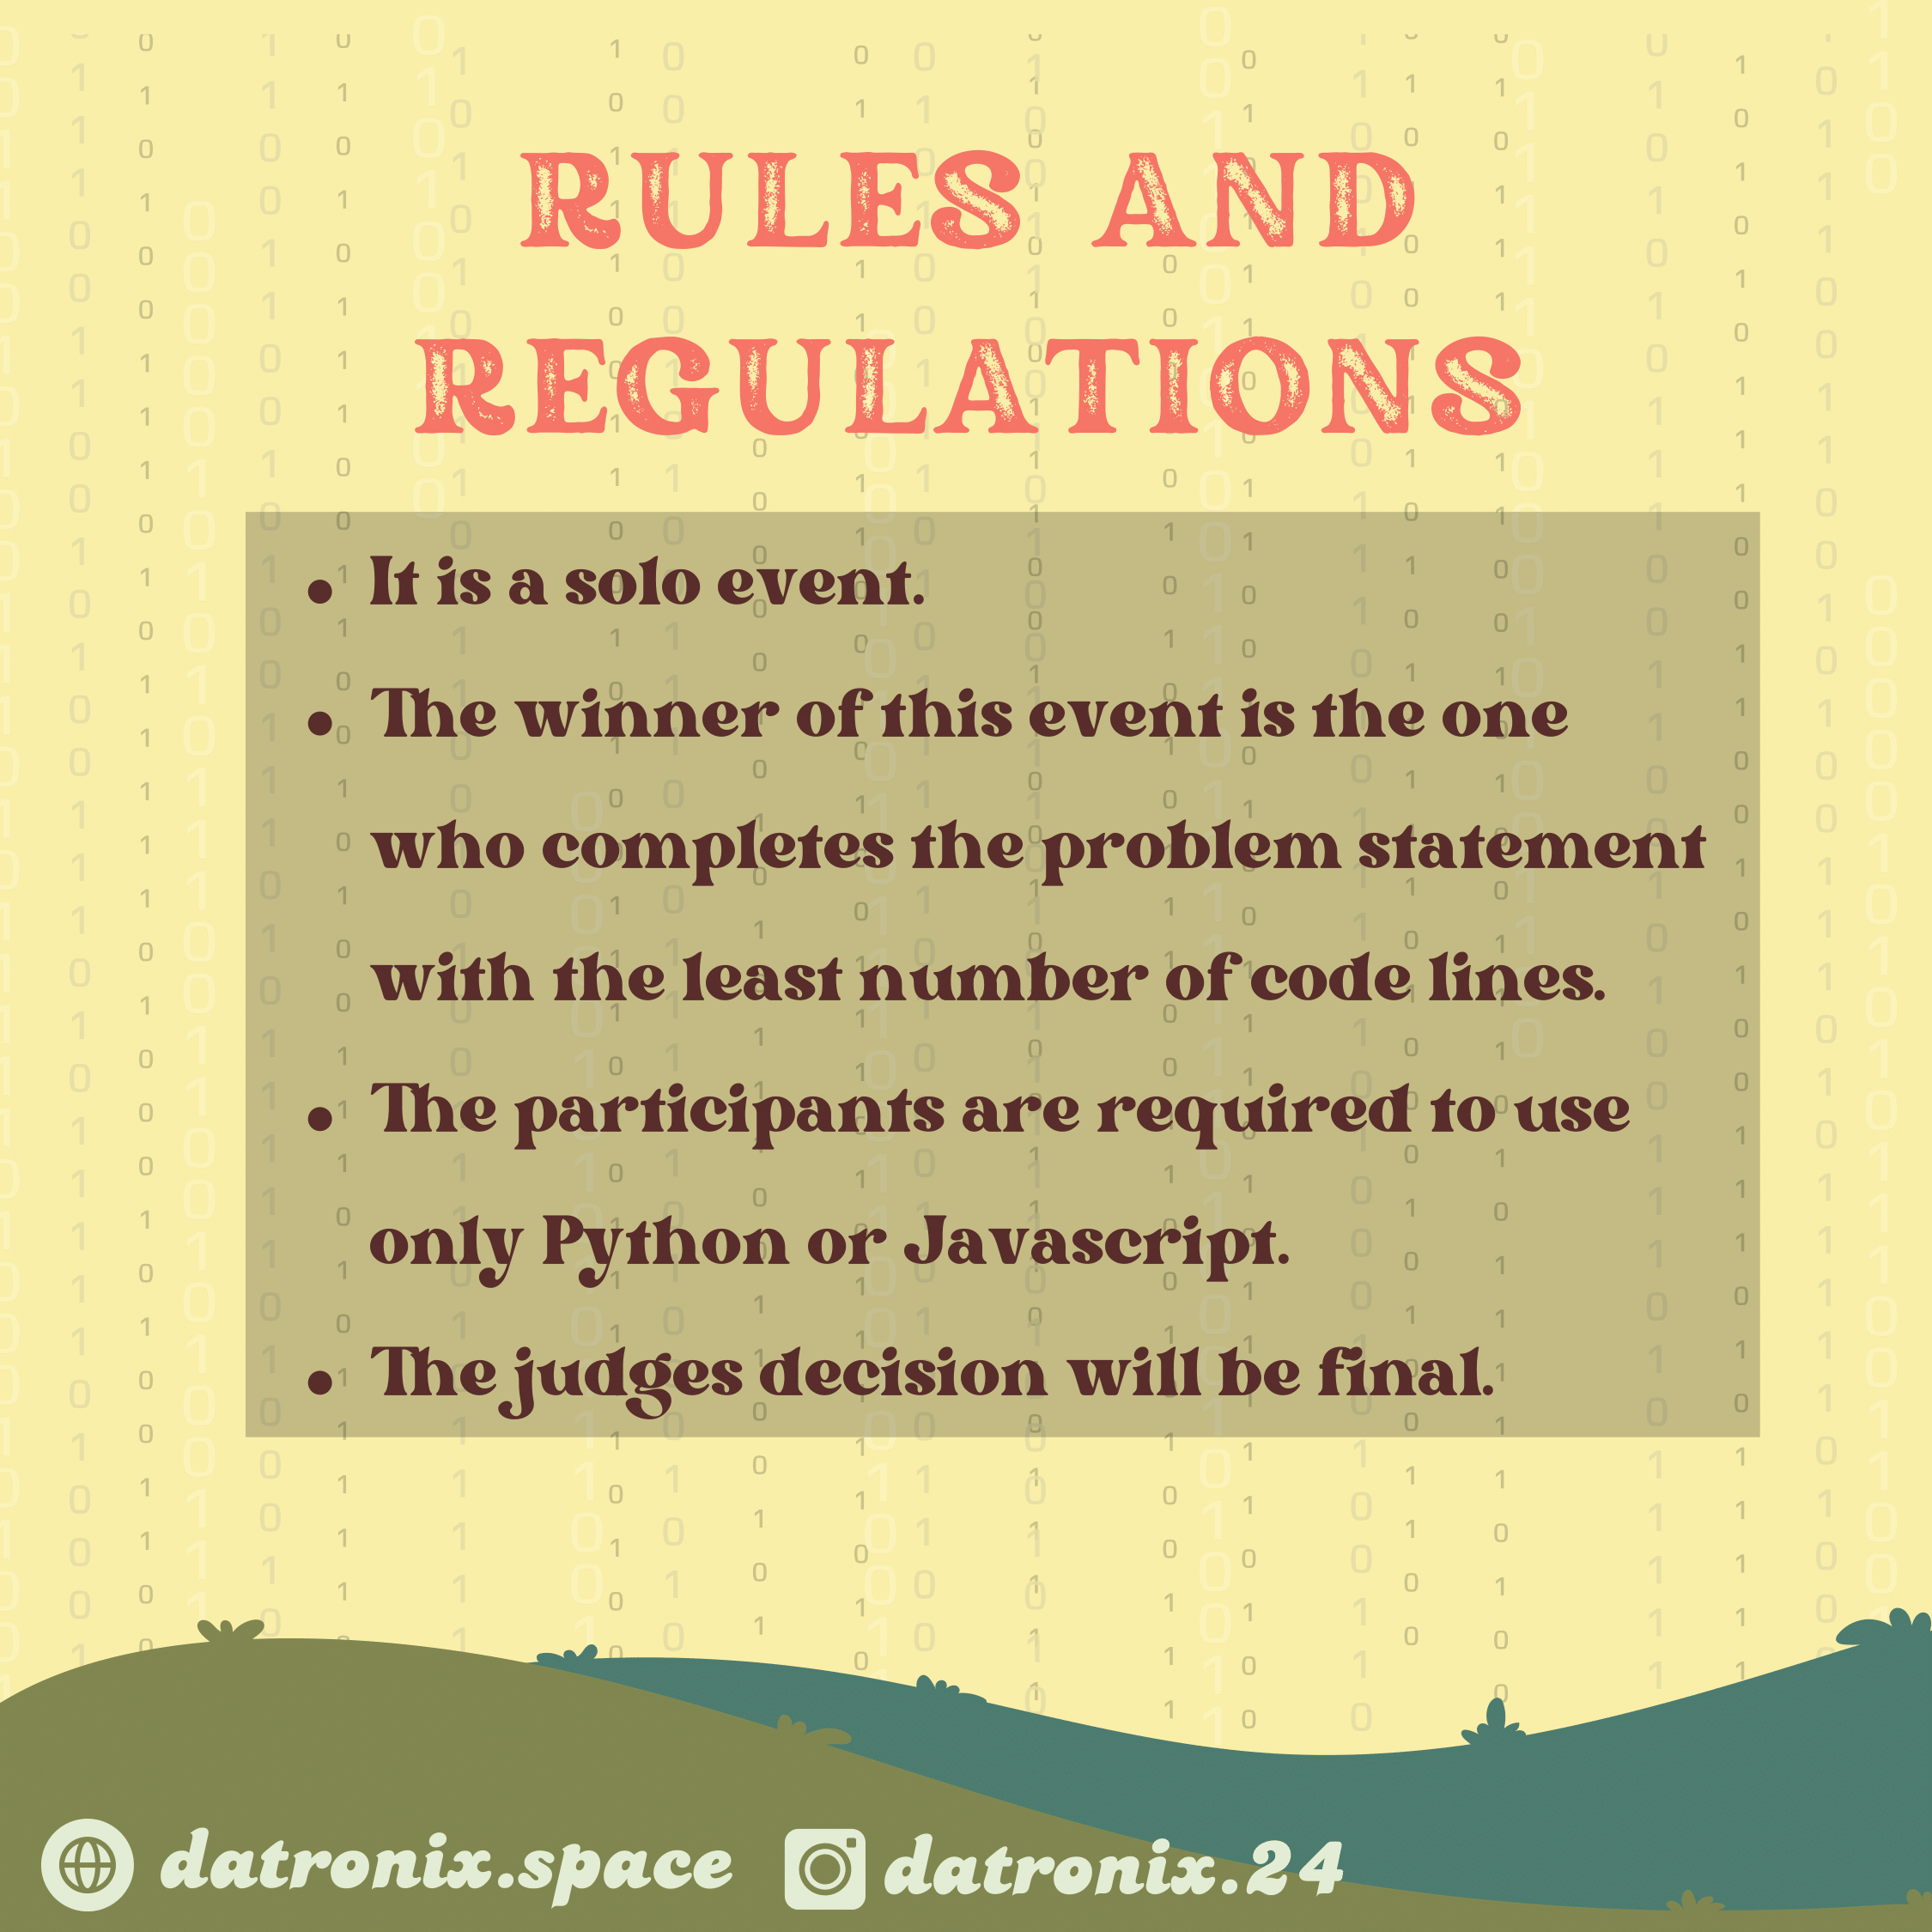 RULES AND
REGULATIONS
• It is a solo event.
• The winner of this event is the one
who completes the problem statement
with the least number of code lines.
• The participants are required to use
only Python or Javascript.
• The judges decision will be final.
datronix.space datronix.24